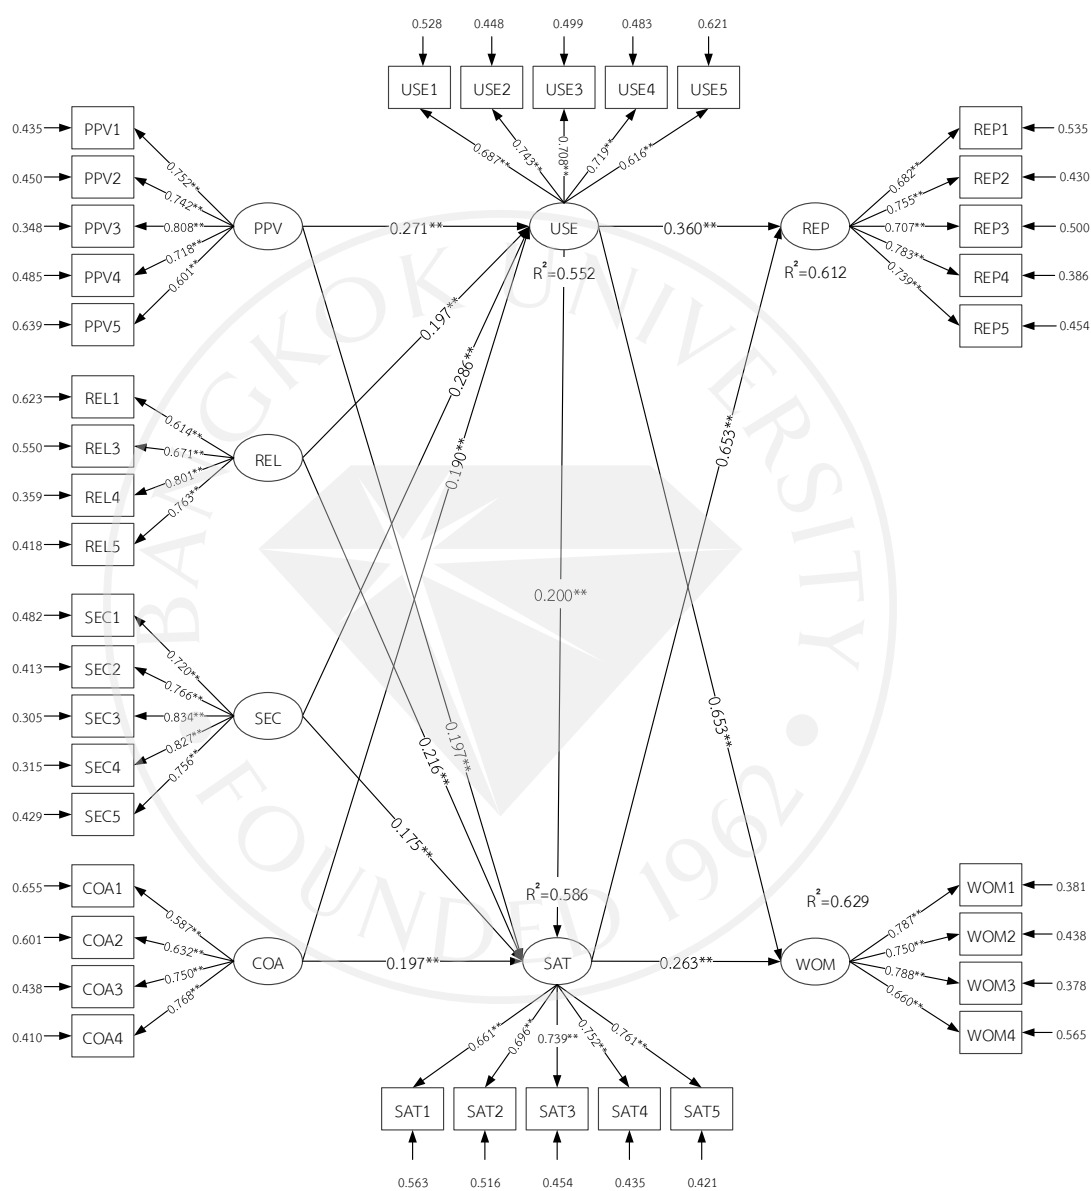 0.528 0.448 0.499 0.483 0.621
USE1 USE2 USE3 USE4 USE5
0.687** 0.743** 0.708** 0.719** 0.616**
0.435 PPV1 0.752**
0.450 PPV2 0.742**
0.348 PPV3 0.808**
0.485 PPV4 0.718**
0.639 PPV5 0.601**
PPV 0.271** USE 0.360** REP
R²=0.552 R²=0.612
0.682** REP1 0.535
0.755** REP2 0.430
0.707** REP3 0.500
0.783** REP4 0.386
0.739** REP5 0.454
0.197**
0.286**
0.190**
0.653**
0.623 REL1 0.614**
0.550 REL3 0.671**
0.359 REL4 0.801**
0.418 REL5 0.763**
REL
0.200**
0.482 SEC1 0.720**
0.413 SEC2 0.766**
0.305 SEC3 0.834**
0.315 SEC4 0.827**
0.429 SEC5 0.756**
SEC
0.197**
0.216**
0.653**
0.175**
R²=0.586 R²=0.629
0.655 COA1 0.587**
0.601 COA2 0.632**
0.438 COA3 0.750**
0.410 COA4 0.768**
COA 0.197** SAT 0.263** WOM
0.787** WOM1 0.381
0.750** WOM2 0.438
0.788** WOM3 0.378
0.660** WOM4 0.565
0.661** 0.696** 0.739** 0.752** 0.761**
SAT1 SAT2 SAT3 SAT4 SAT5
0.563 0.516 0.454 0.435 0.421
BANGKOK UNIVERSITY
FOUNDED 1962